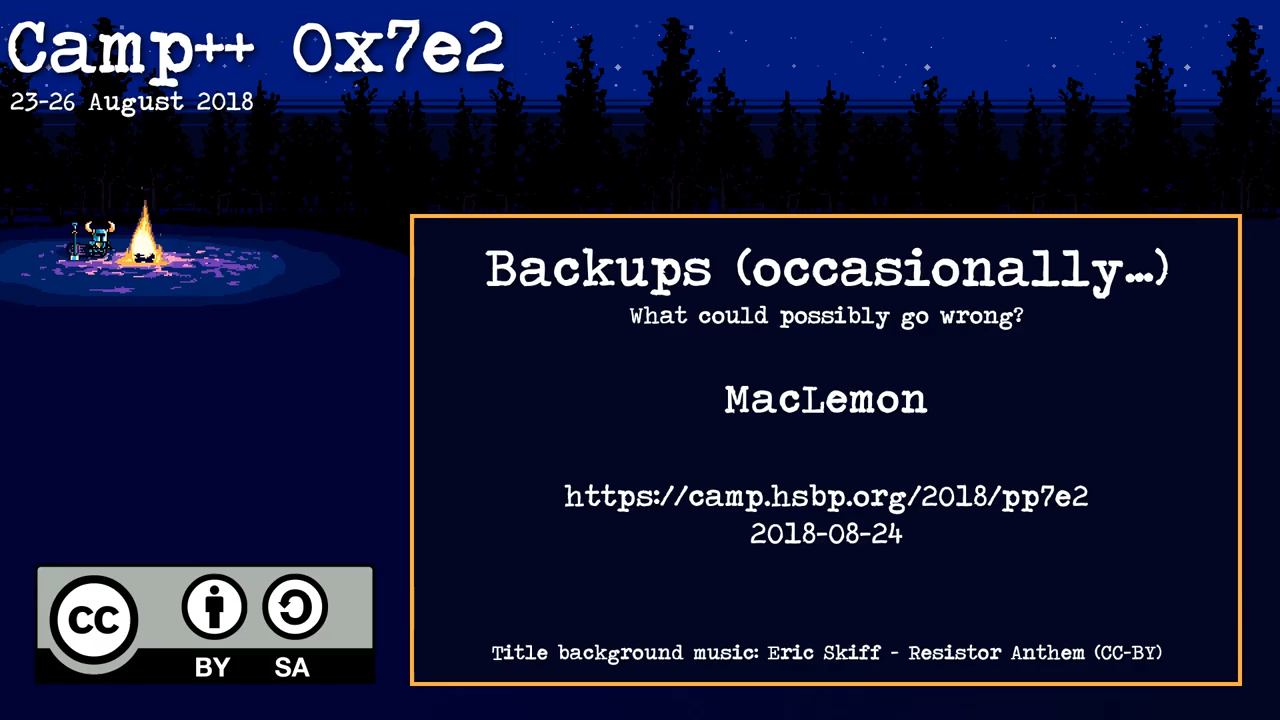 Camp++ 0x7e2
23-26 August 2018
Backups (occasionally…)
What could possibly go wrong?
MacLemon
https://camp.hsbp.org/2018/pp7e2
2018-08-24
Title background music: Eric Skiff - Resistor Anthem (CC-BY)
CC
BY SA